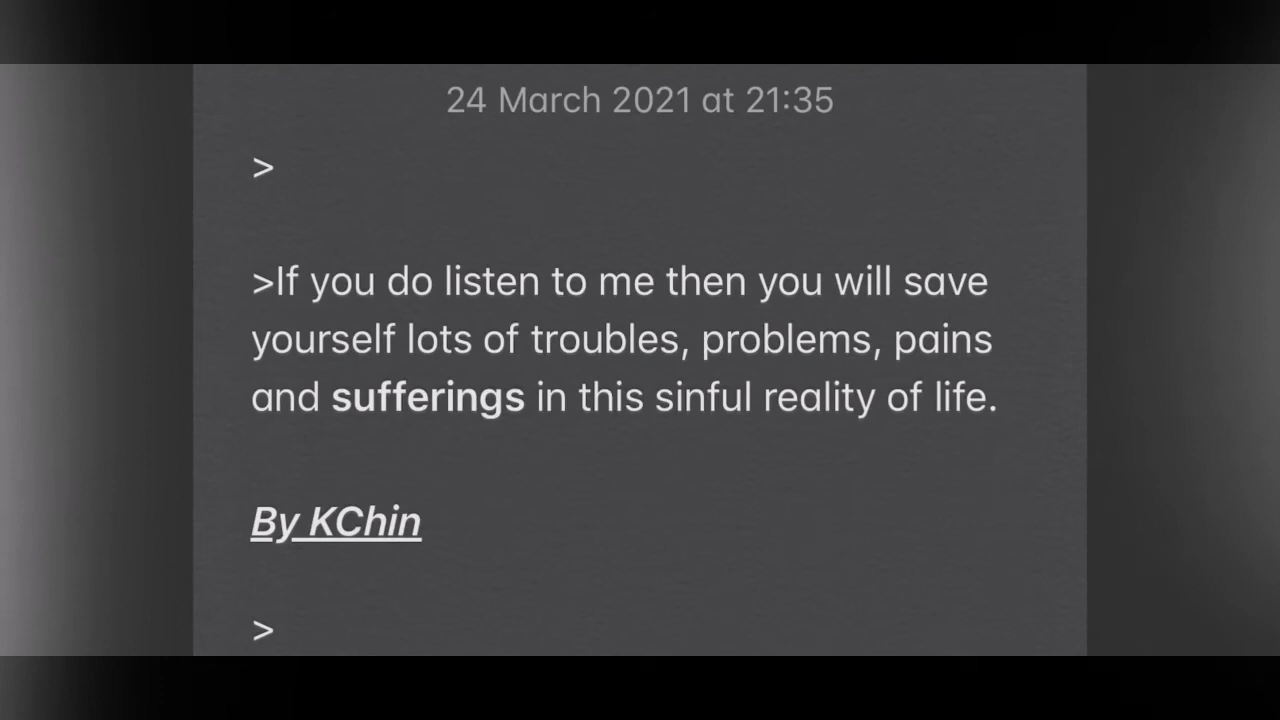 24 March 2021 at 21:35
>
>If you do listen to me then you will save
yourself lots of troubles, problems, pains
and sufferings in this sinful reality of life.
By KChin
>